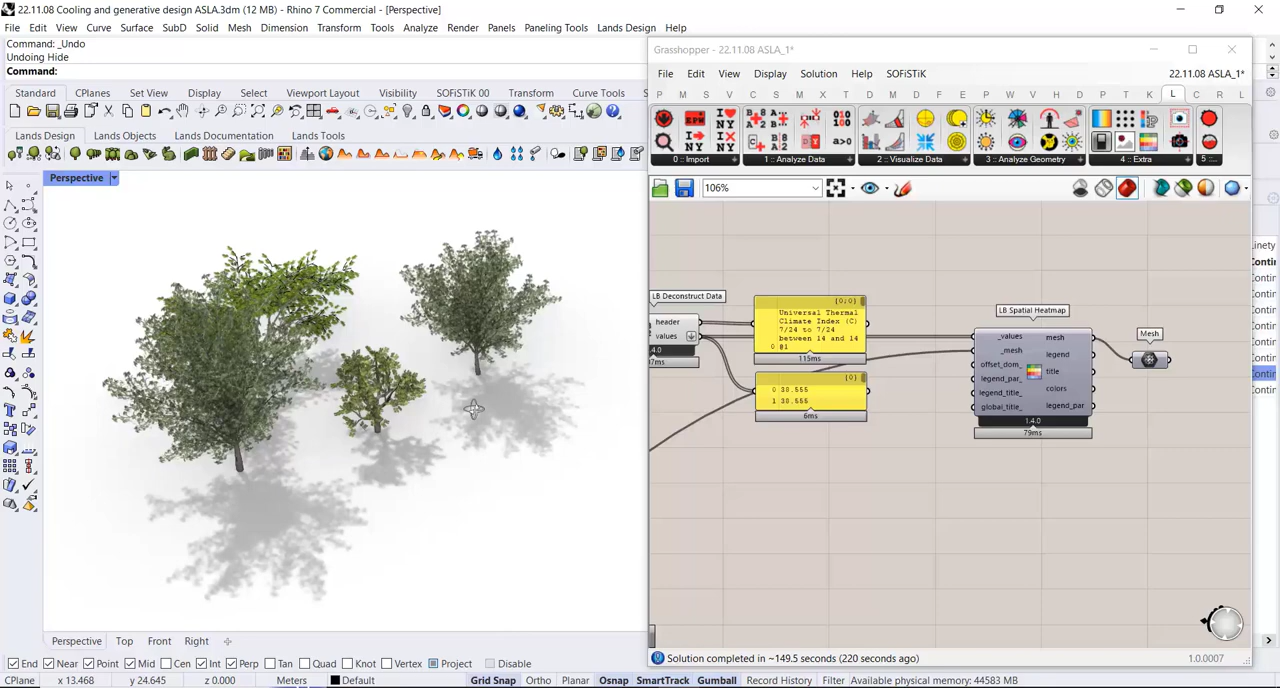 22.11.08 Cooling and generative design ASLA.3dm (12 MB) - Rhino 7 Commercial - [Perspective]
File Edit View Curve Surface SubD Solid Mesh Dimension Transform Tools Analyze Render Panels Paneling Tools Lands Design Help
Command: _Undo
Undoing Hide
Command:
Standard CPlanes Set View Display Select Viewport Layout Visibility SOFiSTiK 00 Transform Curve Tools
Lands Design Lands Objects Lands Documentation Lands Tools
Perspective
Grasshopper - 22.11.08 ASLA_1*
File Edit View Display Solution Help SOFiSTiK 22.11.08 ASLA_1*
P M S V C S M D D D P W S V P T K L C R L
0 :: Import 1 :: Analyze Data 2 :: Visualize Data 3 :: Analyze Geometry 4 :: Extra 5 ::
106%
LB Deconstruct Data
header
values
{0;0}
Universal Thermal
Climate Index (C)
7/24 to 7/24
between 14 and 14
0 @1
115ms
{0}
0 38.555
1 38.555
6ms
LB Spatial Heatmap
_values
_mesh
offset_dom_
legend_par_
legend_title_
global_title_
mesh
legend
title
colors
legend_par
1.4.0
79ms
Mesh
Solution completed in ~149.5 seconds (220 seconds ago) 1.0.0007
Perspective Top Front Right
End Near Point Mid Cen Int Perp Tan Quad Knot Vertex Project Disable
CPlane x 13.468 y 24.645 z 0.000 Meters Default Grid Snap Ortho Planar Osnap SmartTrack Gumball Record History Filter Available physical memory: 44583 MB